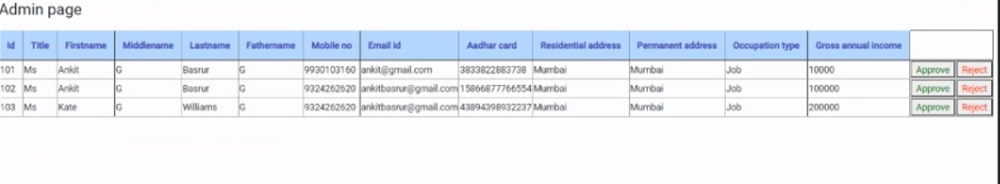 Admin page
Id Title Firstname Middlename Lastname Fathername Mobile no Email id Aadhar card Residential address Permanent address Occupation type Gross annual income
101 Ms Ankit G Basrur G 9930103160 ankit@gmail.com 3833822883738 Mumbai Mumbai Job 10000 Approve Reject
102 Ms Ankit G Basrur G 9324262620 ankitbasrur@gmail.com 15866877766554 Mumbai Mumbai Job 100000 Approve Reject
103 Ms Kate G Williams G 9324262620 ankitbasrur@gmail.com 43894398932237 Mumbai Mumbai Job 200000 Approve Reject